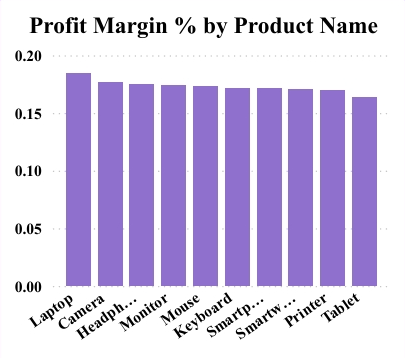 Profit Margin % by Product Name
0.20
0.15
0.10
0.05
0.00
Laptop
Camera
Headph...
Monitor
Mouse
Keyboard
Smartp...
Smartw ...
Printer
Tablet